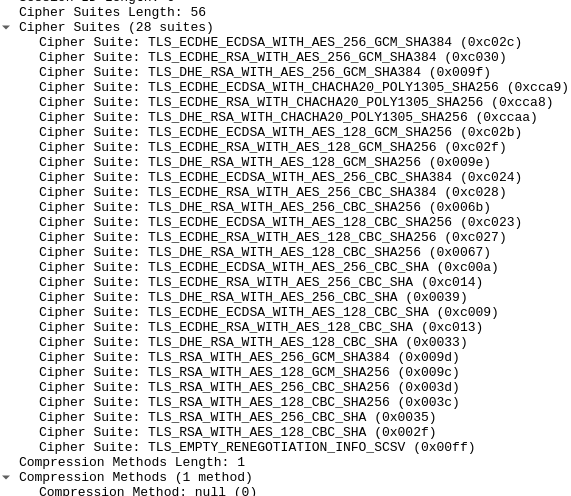 Session ID Length: 0
Cipher Suites Length: 56
Cipher Suites (28 suites)
Cipher Suite: TLS_ECDHE_ECDSA_WITH_AES_256_GCM_SHA384 (0xc02c)
Cipher Suite: TLS_ECDHE_RSA_WITH_AES_256_GCM_SHA384 (0xc030)
Cipher Suite: TLS_DHE_RSA_WITH_AES_256_GCM_SHA384 (0x009f)
Cipher Suite: TLS_ECDHE_ECDSA_WITH_CHACHA20_POLY1305_SHA256 (0xcca9)
Cipher Suite: TLS_ECDHE_RSA_WITH_CHACHA20_POLY1305_SHA256 (0xcca8)
Cipher Suite: TLS_DHE_RSA_WITH_CHACHA20_POLY1305_SHA256 (0xccaa)
Cipher Suite: TLS_ECDHE_ECDSA_WITH_AES_128_GCM_SHA256 (0xc02b)
Cipher Suite: TLS_ECDHE_RSA_WITH_AES_128_GCM_SHA256 (0xc02f)
Cipher Suite: TLS_DHE_RSA_WITH_AES_128_GCM_SHA256 (0x009e)
Cipher Suite: TLS_ECDHE_ECDSA_WITH_AES_256_CBC_SHA384 (0xc024)
Cipher Suite: TLS_ECDHE_RSA_WITH_AES_256_CBC_SHA384 (0xc028)
Cipher Suite: TLS_DHE_RSA_WITH_AES_256_CBC_SHA256 (0x006b)
Cipher Suite: TLS_ECDHE_ECDSA_WITH_AES_128_CBC_SHA256 (0xc023)
Cipher Suite: TLS_ECDHE_RSA_WITH_AES_128_CBC_SHA256 (0xc027)
Cipher Suite: TLS_DHE_RSA_WITH_AES_128_CBC_SHA256 (0x0067)
Cipher Suite: TLS_ECDHE_ECDSA_WITH_AES_256_CBC_SHA (0xc00a)
Cipher Suite: TLS_ECDHE_RSA_WITH_AES_256_CBC_SHA (0xc014)
Cipher Suite: TLS_DHE_RSA_WITH_AES_256_CBC_SHA (0x0039)
Cipher Suite: TLS_ECDHE_ECDSA_WITH_AES_128_CBC_SHA (0xc009)
Cipher Suite: TLS_ECDHE_RSA_WITH_AES_128_CBC_SHA (0xc013)
Cipher Suite: TLS_DHE_RSA_WITH_AES_128_CBC_SHA (0x0033)
Cipher Suite: TLS_RSA_WITH_AES_256_GCM_SHA384 (0x009d)
Cipher Suite: TLS_RSA_WITH_AES_128_GCM_SHA256 (0x009c)
Cipher Suite: TLS_RSA_WITH_AES_256_CBC_SHA256 (0x003d)
Cipher Suite: TLS_RSA_WITH_AES_128_CBC_SHA256 (0x003c)
Cipher Suite: TLS_RSA_WITH_AES_256_CBC_SHA (0x0035)
Cipher Suite: TLS_RSA_WITH_AES_128_CBC_SHA (0x002f)
Cipher Suite: TLS_EMPTY_RENEGOTIATION_INFO_SCSV (0x00ff)
Compression Methods Length: 1
Compression Methods (1 method)
Compression Method: null (0)